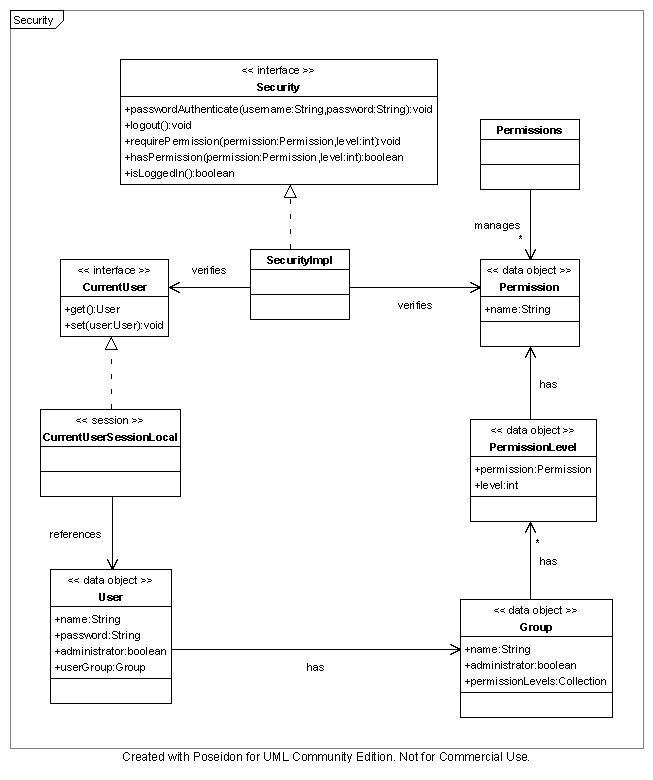 Security
<< interface >>
Security
+passwordAuthenticate(username:String,password:String):void
+logout():void
+requirePermission(permission:Permission,level:int):void
+hasPermission(permission:Permission,level:int):boolean
+isLoggedIn():boolean
Permissions
manages
*
<< interface >>
CurrentUser
+get():User
+set(user:User):void
verifies
SecurityImpl
verifies
<< data object >>
Permission
+name:String
has
<< session >>
CurrentUserSessionLocal
<< data object >>
PermissionLevel
+permission:Permission
+level:int
references
*
has
<< data object >>
User
+name:String
+password:String
+administrator:boolean
+userGroup:Group
has
<< data object >>
Group
+name:String
+administrator:boolean
+permissionLevels:Collection
Created with Poseidon for UML Community Edition. Not for Commercial Use.